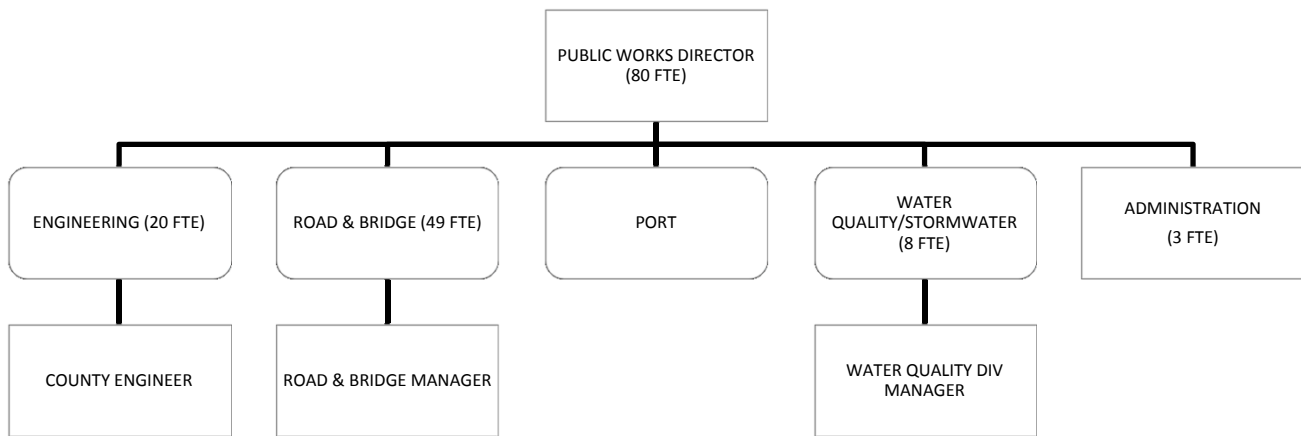 PUBLIC WORKS DIRECTOR
(80 FTE)
ENGINEERING (20 FTE)
ROAD & BRIDGE (49 FTE)
PORT
WATER
QUALITY/STORMWATER
(8 FTE)
ADMINISTRATION
(3 FTE)
COUNTY ENGINEER
ROAD & BRIDGE MANAGER
WATER QUALITY DIV
MANAGER